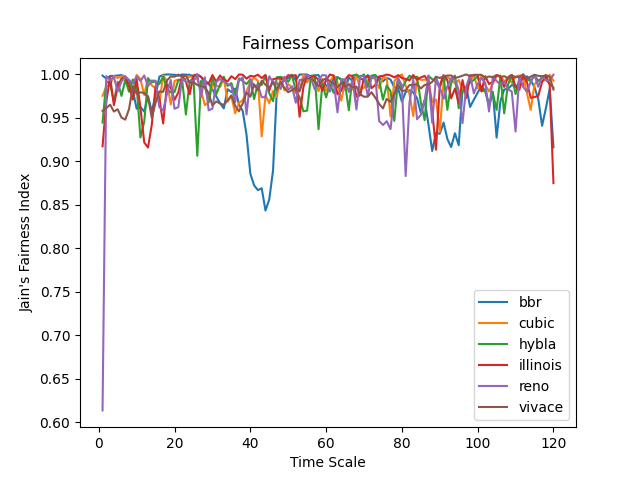 Fairness Comparison
1.00
0.95
0.90
0.85
0.80
0.75
0.70
0.65
0.60
Jain's Fairness Index
0 20 40 60 80 100 120
Time Scale
bbr
cubic
hybla
illinois
reno
vivace